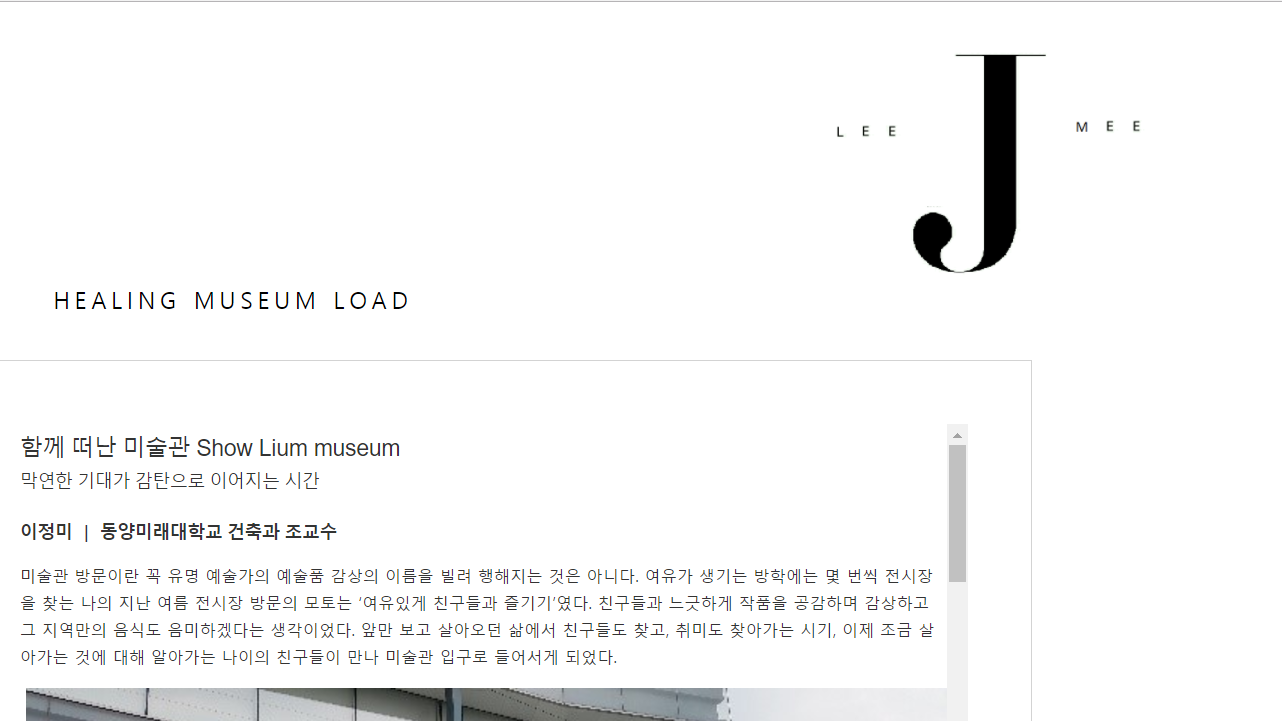 LEE J MEE
HEALING MUSEUM LOAD
함께 떠난 미술관 Show Lium museum
막연한 기대가 감탄으로 이어지는 시간
이정미 | 동양미래대학교 건축과 조교수
미술관 방문이란 꼭 유명 예술가의 예술품 감상의 이름을 빌려 행해지는 것은 아니다. 여유가 생기는 방학에는 몇 번씩 전시장
을 찾는 나의 지난 여름 전시장 방문의 모토는 ‘여유있게 친구들과 즐기기’였다. 친구들과 느긋하게 작품을 공감하며 감상하고
그 지역만의 음식도 음미하겠다는 생각이었다. 앞만 보고 살아오던 삶에서 친구들도 찾고, 취미도 찾아가는 시기, 이제 조금 살
아가는 것에 대해 알아가는 나이의 친구들이 만나 미술관 입구로 들어서게 되었다.